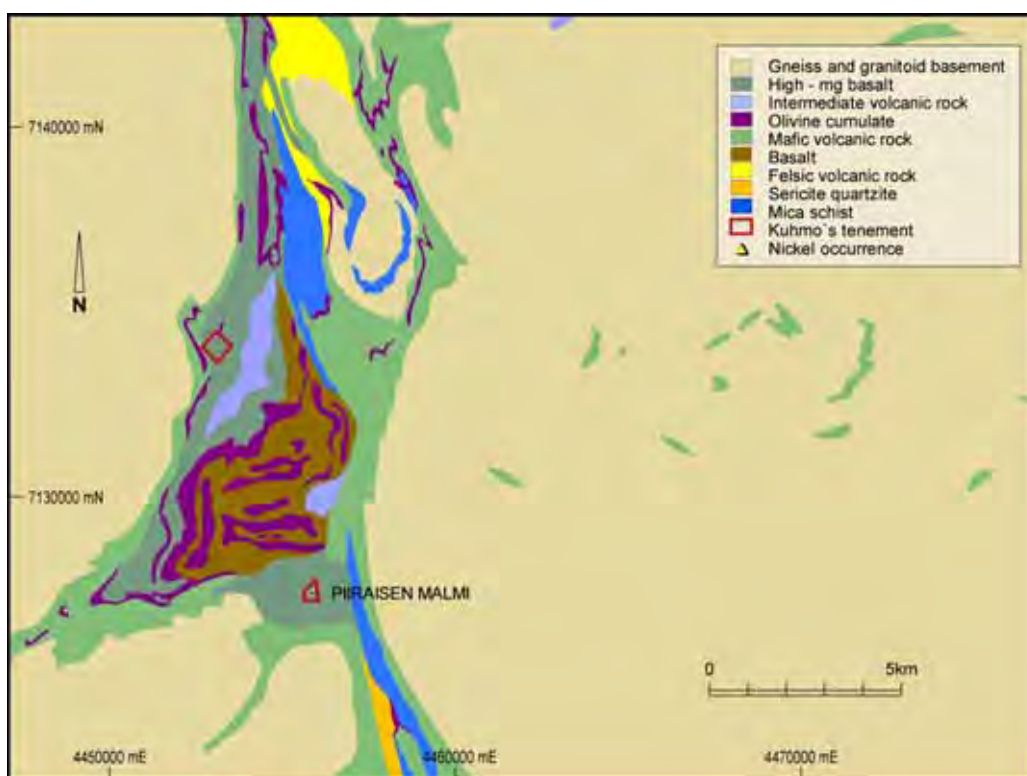 Gneiss and granitoid basement
High - mg basalt
Intermediate volcanic rock
Olivine cumulate
Mafic volcanic rock
Basalt
Felsic volcanic rock
Sericite quartzite
Mica schist
Kuhmo`s tenement
Nickel occurrence
7140000 mN
N
7130000 mN
PIIRAISEN MALMI
0 5km
4450000 mE 4460000 mE 4470000 mE